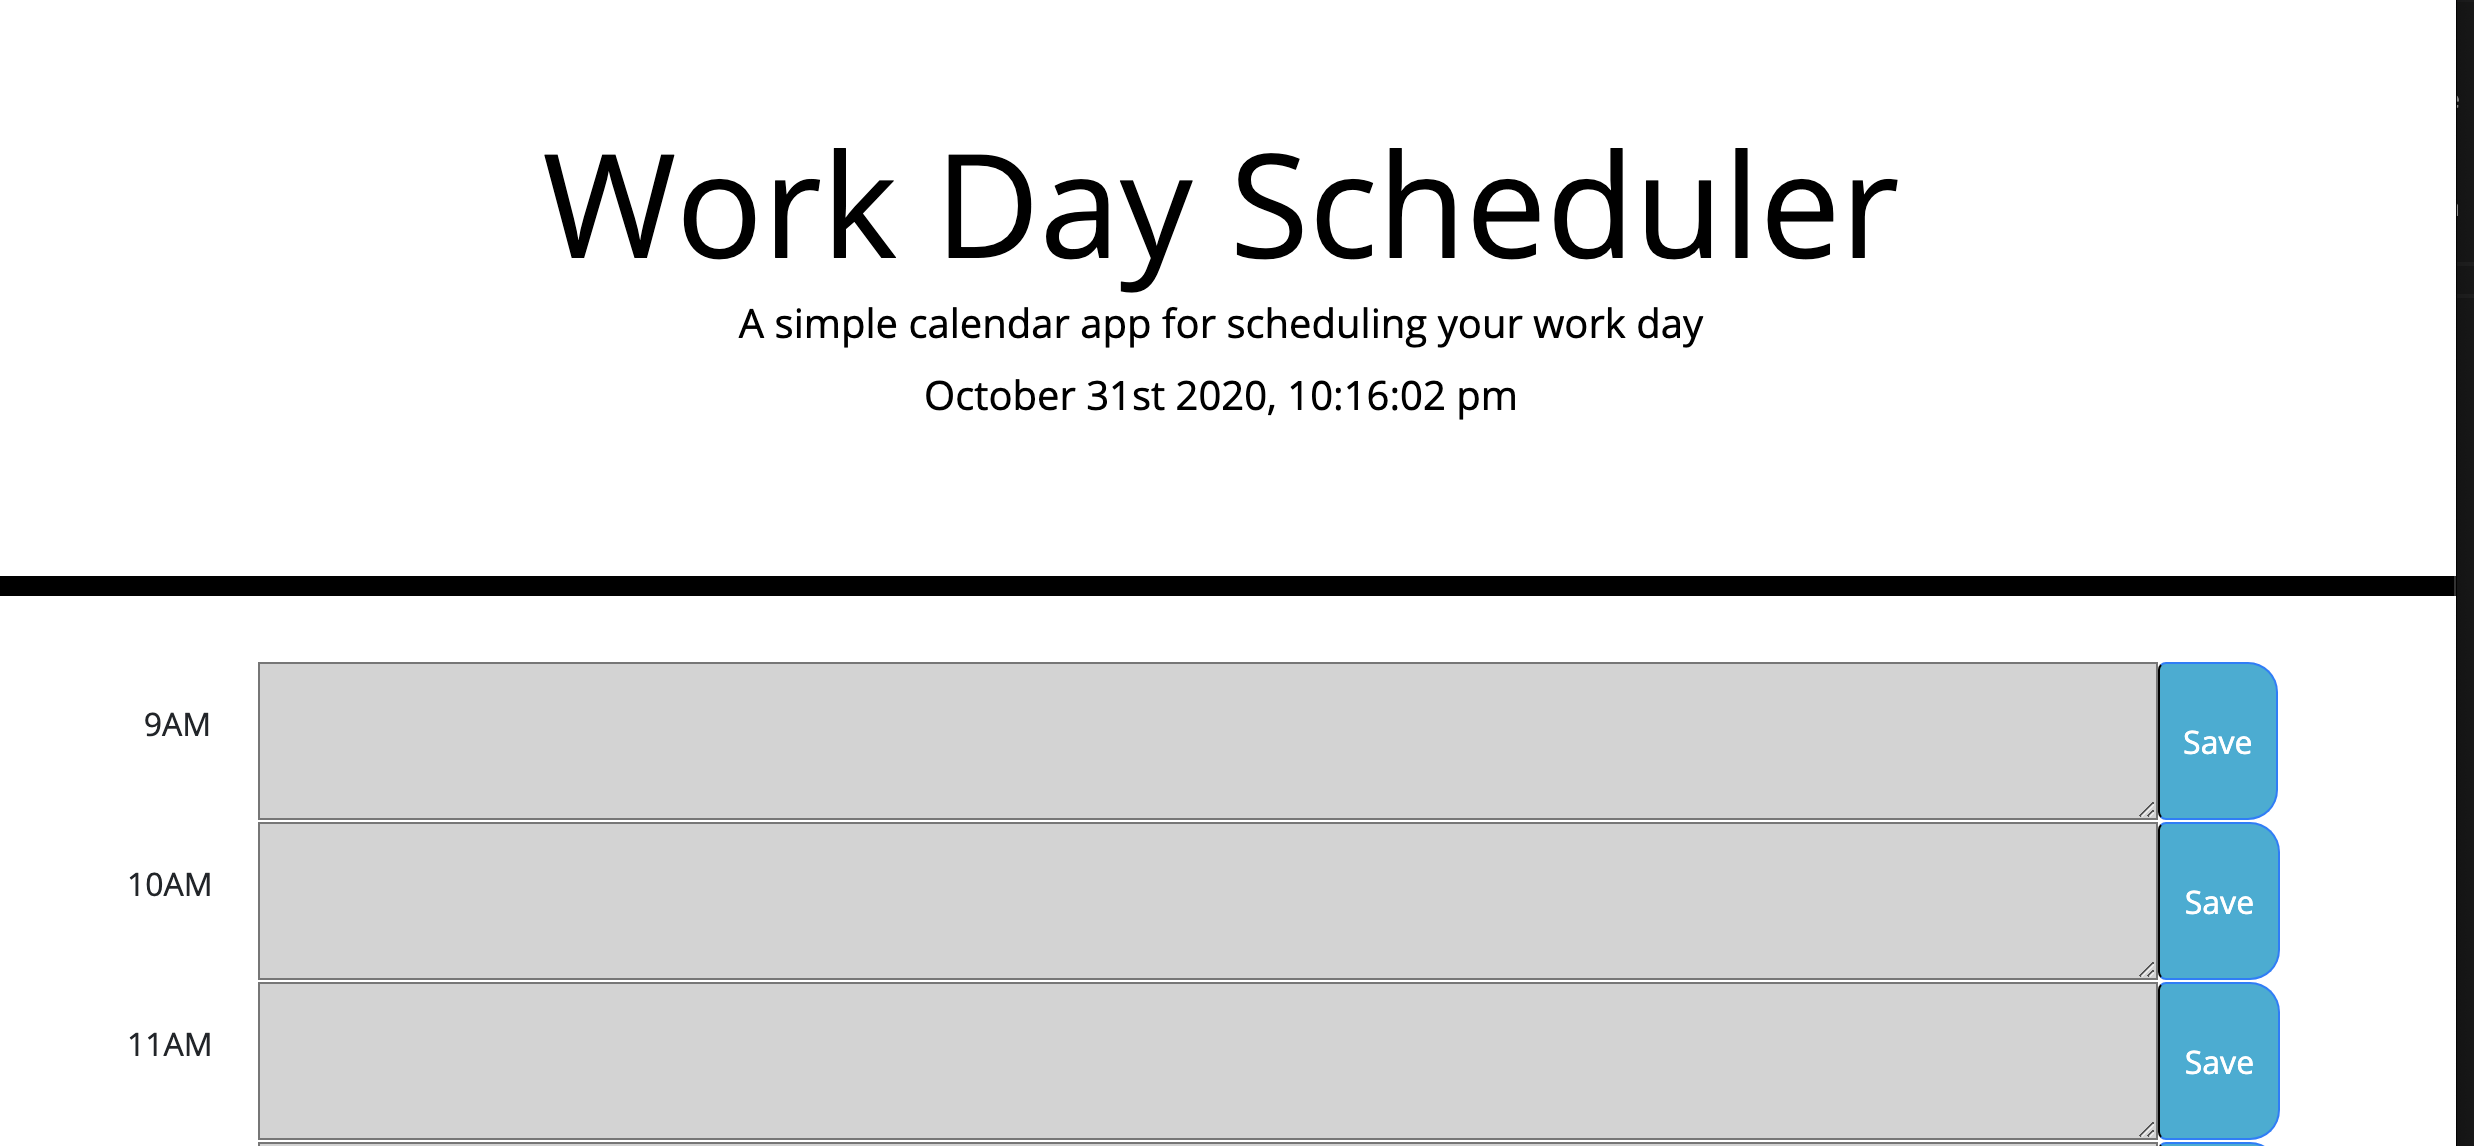 Work Day Scheduler
A simple calendar app for scheduling your work day
October 31st 2020, 10:16:02 pm
9AM
Save
10AM
Save
11AM
Save